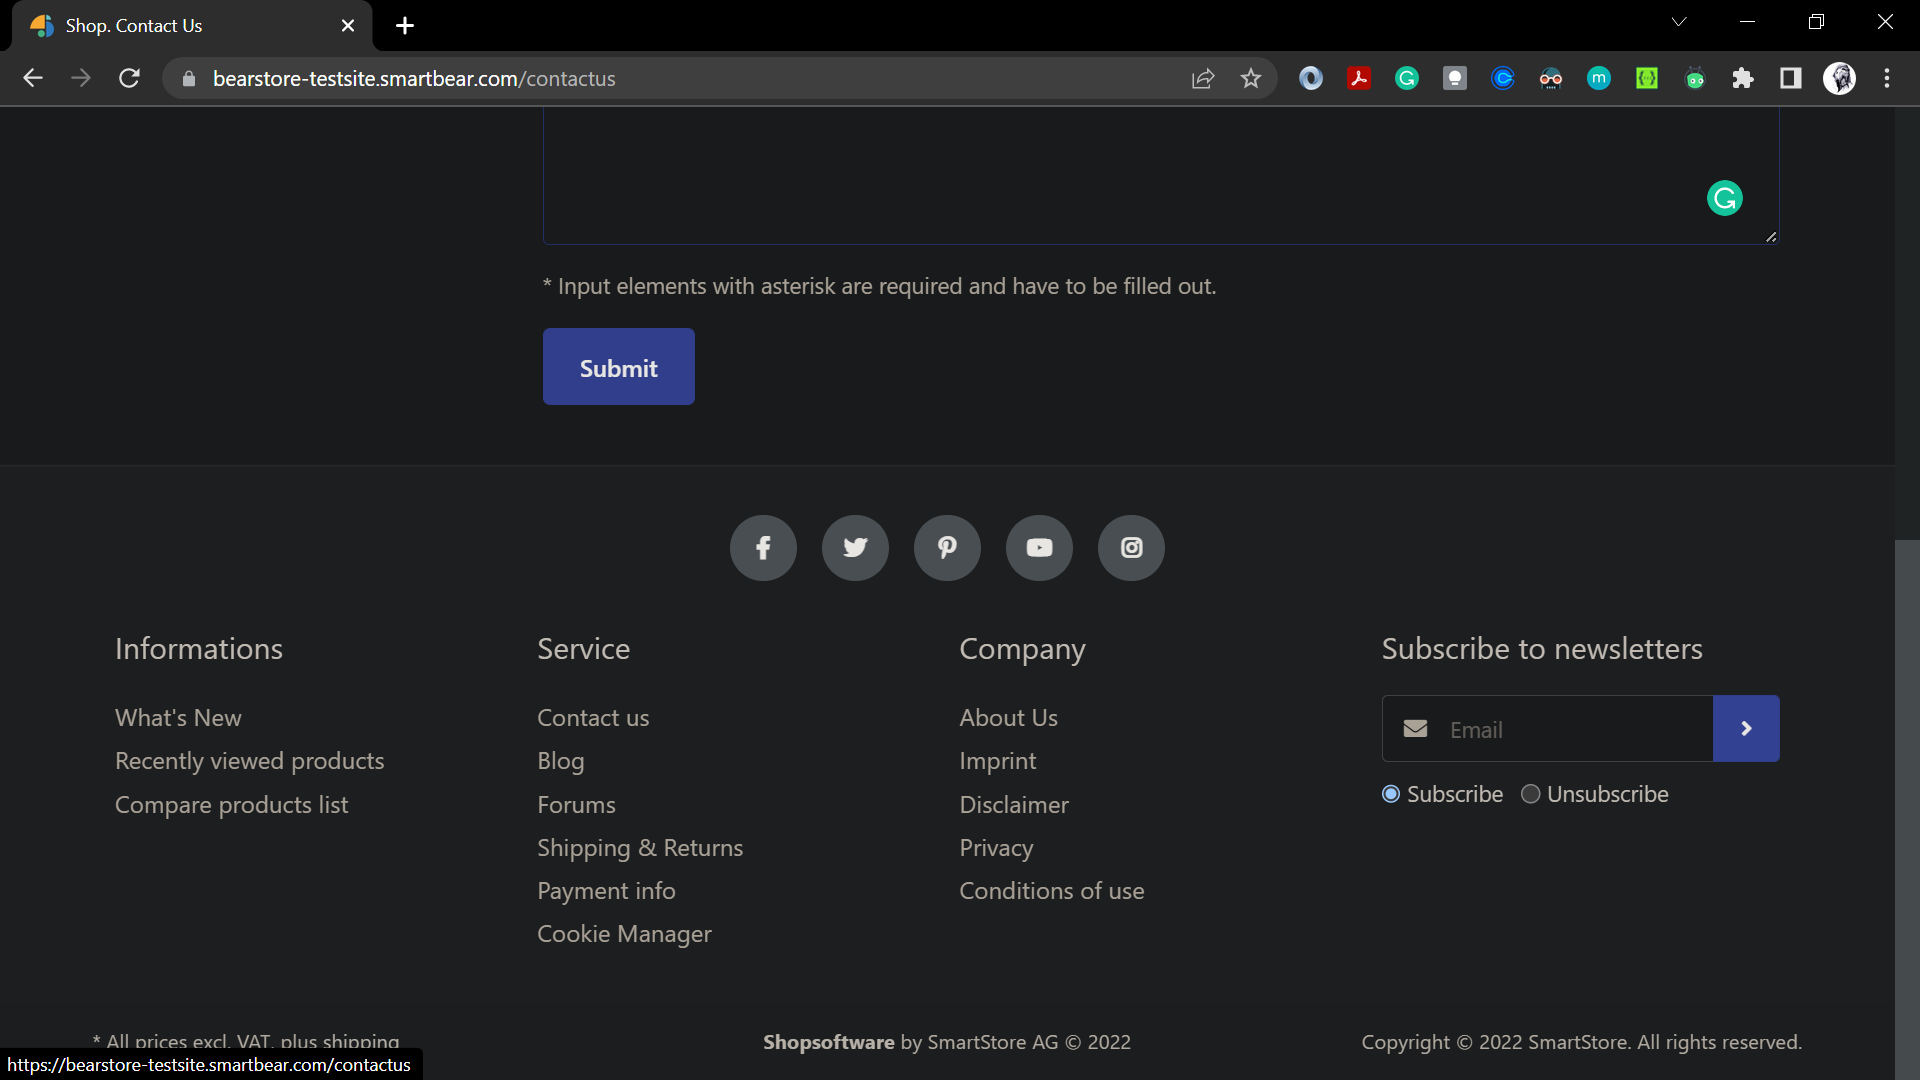 Shop. Contact Us
bearstore-testsite.smartbear.com/contactus
m
* Input elements with asterisk are required and have to be filled out.
Submit
Informations
Service
Company
Subscribe to newsletters
What's New
Contact us
About Us
Email
Recently viewed products
Blog
Imprint
Subscribe
Unsubscribe
Compare products list
Forums
Disclaimer
Shipping & Returns
Privacy
Payment info
Conditions of use
Cookie Manager
* All prices excl. VAT, plus shipping
Shopsoftware by SmartStore AG © 2022
Copyright © 2022 SmartStore. All rights reserved.
https://bearstore-testsite.smartbear.com/contactus